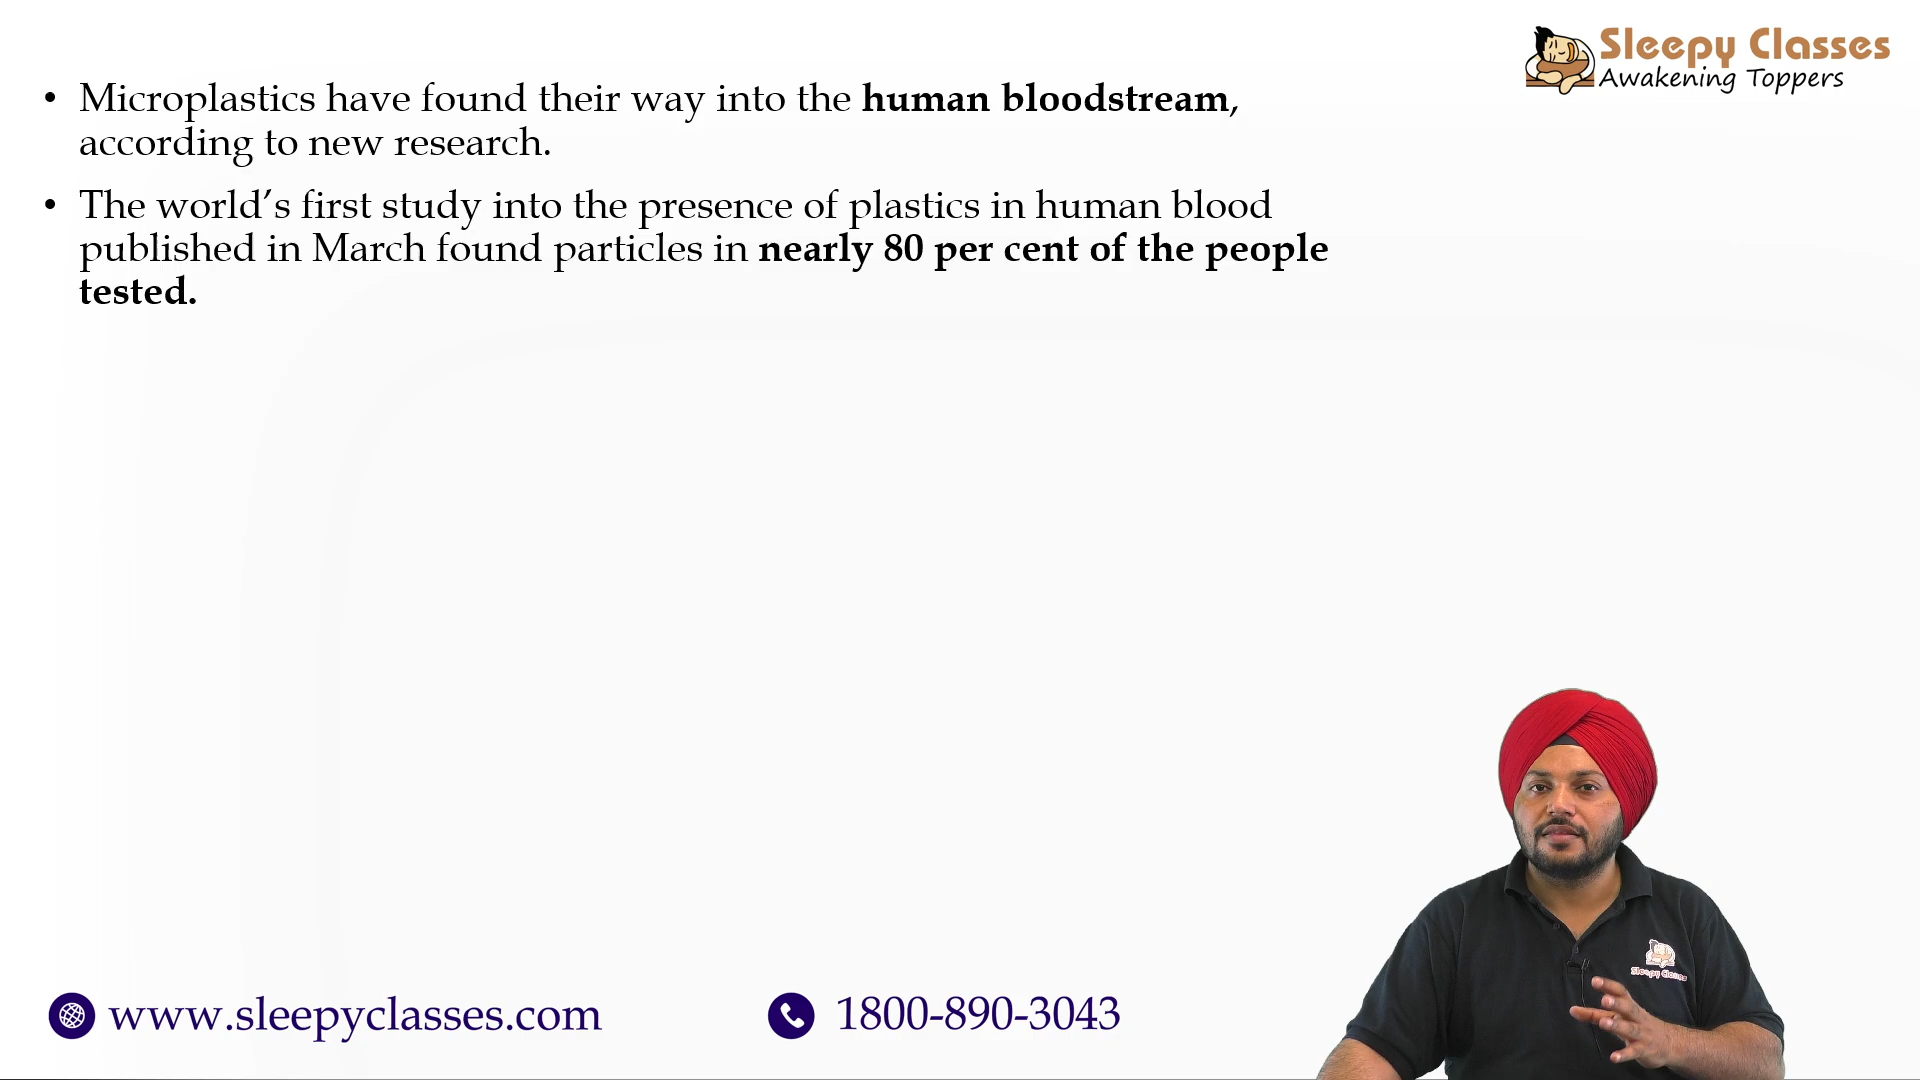 Sleepy Classes
Awakening Toppers
• Microplastics have found their way into the human bloodstream,
according to new research.
• The world’s first study into the presence of plastics in human blood
published in March found particles in nearly 80 per cent of the people
tested.
Sleepy Classes
www.sleepyclasses.com
1800-890-3043